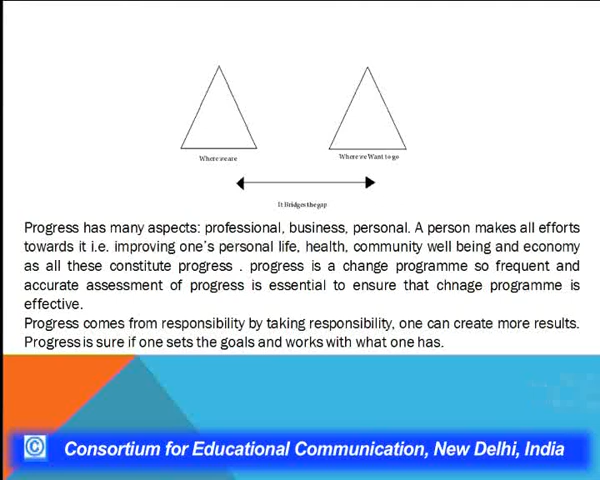 Where we are
Where we Want to go
It Bridges the gap
Progress has many aspects: professional, business, personal. A person makes all efforts
towards it i.e. improving one's personal life, health, community well being and economy
as all these constitute progress . progress is a change programme so frequent and
accurate assessment of progress is essential to ensure that chnage programme is
effective.
Progress comes from responsibility by taking responsibility, one can create more results.
Progress is sure if one sets the goals and works with what one has.
© Consortium for Educational Communication, New Delhi, India